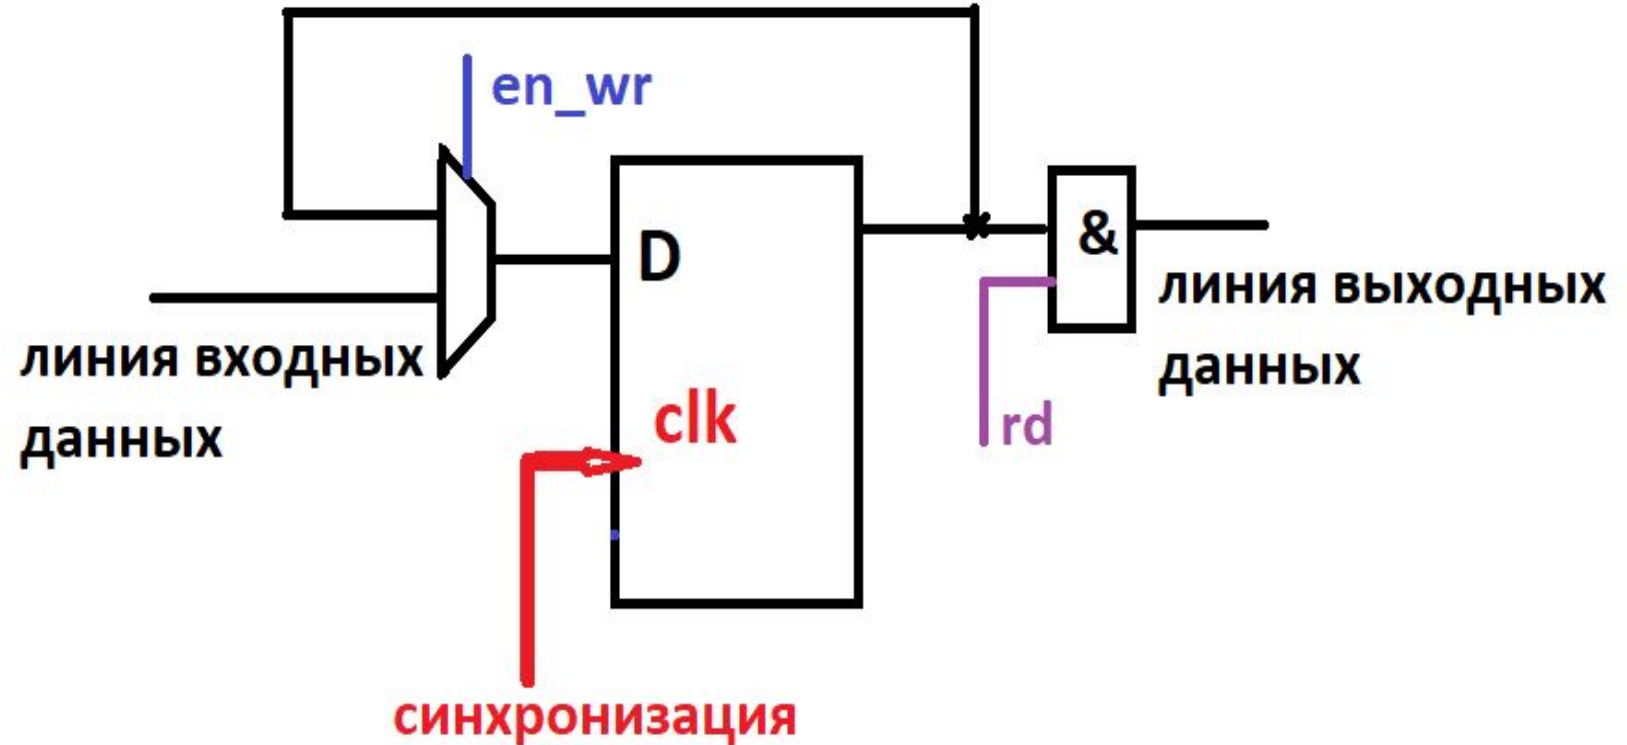 en_wr
D
&
линия входных
данных
clk
rd
линия выходных
данных
синхронизация